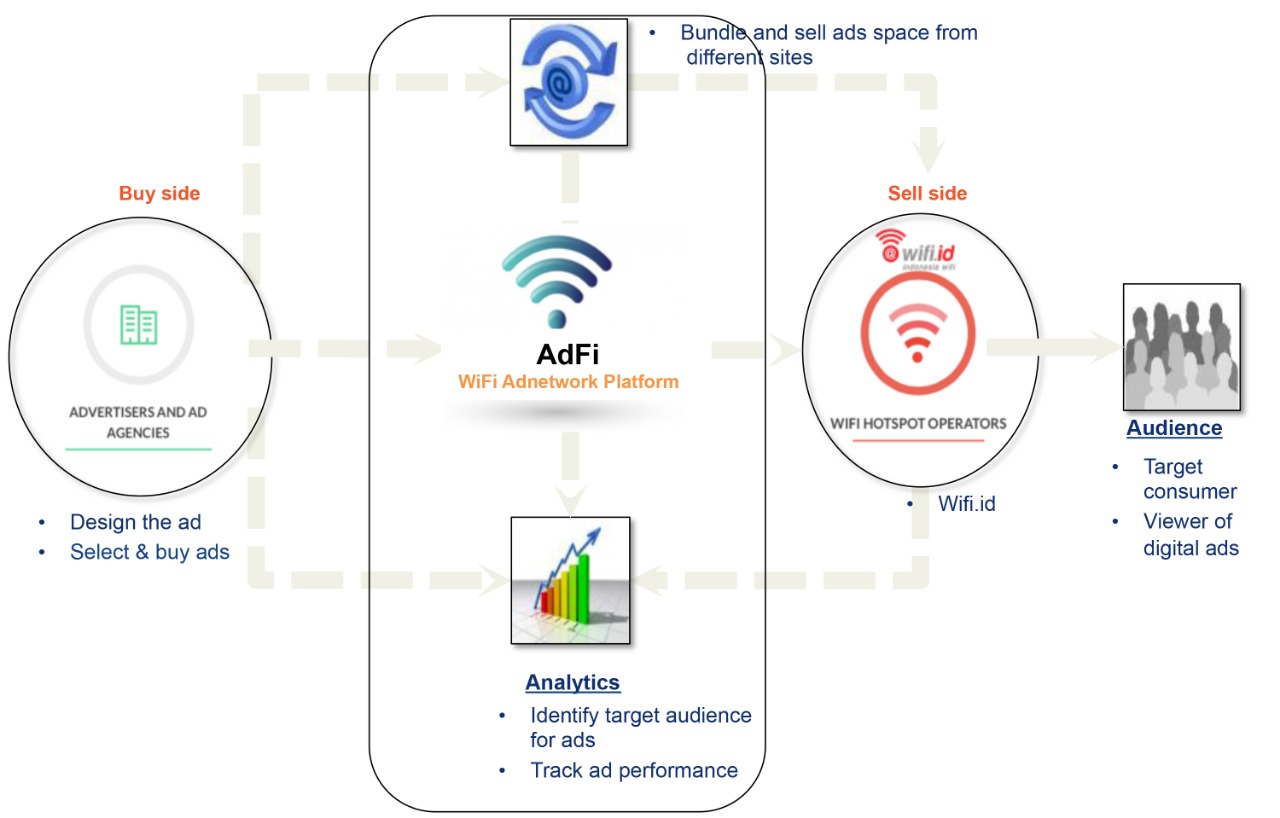 • Bundle and sell ads space from
different sites
Buy side
Sell side
@wifi.id
indonesia wifi
ADVERTISERS AND AD
AGENCIES
AdFi
WiFi Adnetwork Platform
WIFI HOTSPOT OPERATORS
• Design the ad
• Select & buy ads
• Wifi.id
Audience
• Target
consumer
• Viewer of
digital ads
Analytics
• Identify target audience
for ads
• Track ad performance